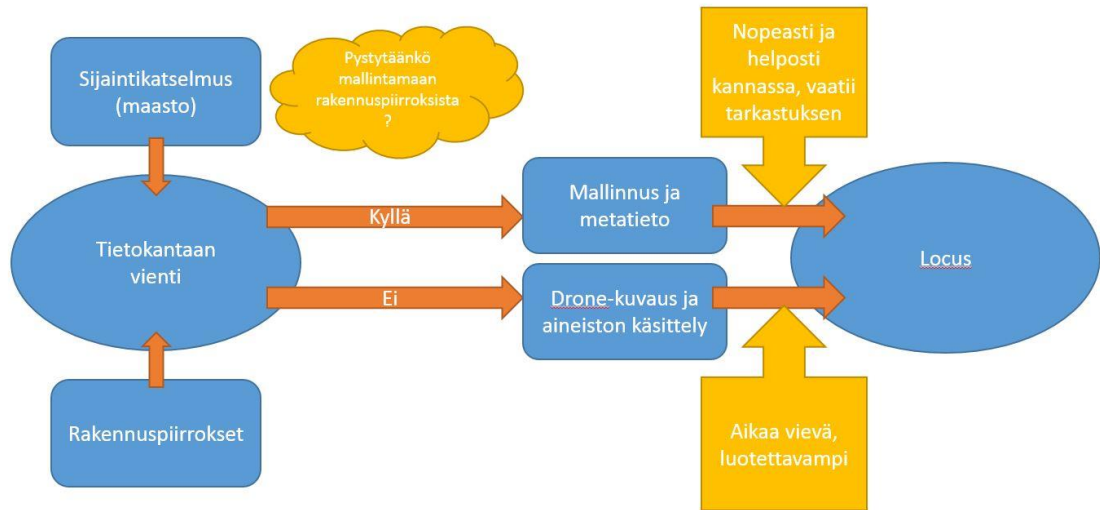 Sijaintikatselmus
(maasto)
Pystytäänkö
mallintamaan
rakennuspiirroksista
?
Nopeasti ja
helposti
kannassa, vaatii
tarkastuksen
Tietokantaan
vienti
Kyllä
Mallinnus ja
metatieto
Locus
Ei
Drone-kuvaus ja
aineiston käsittely
Rakennuspiirrokset
Aikaa vievä,
luotettavampi